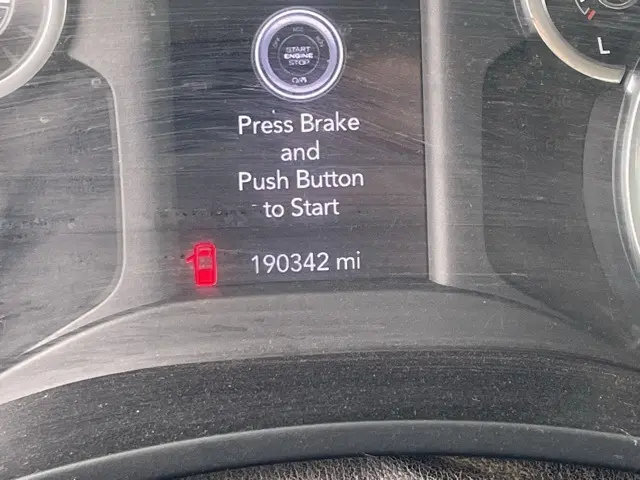 START
ENGINE
STOP
Press Brake
and
Push Button
to Start
190342 mi
L